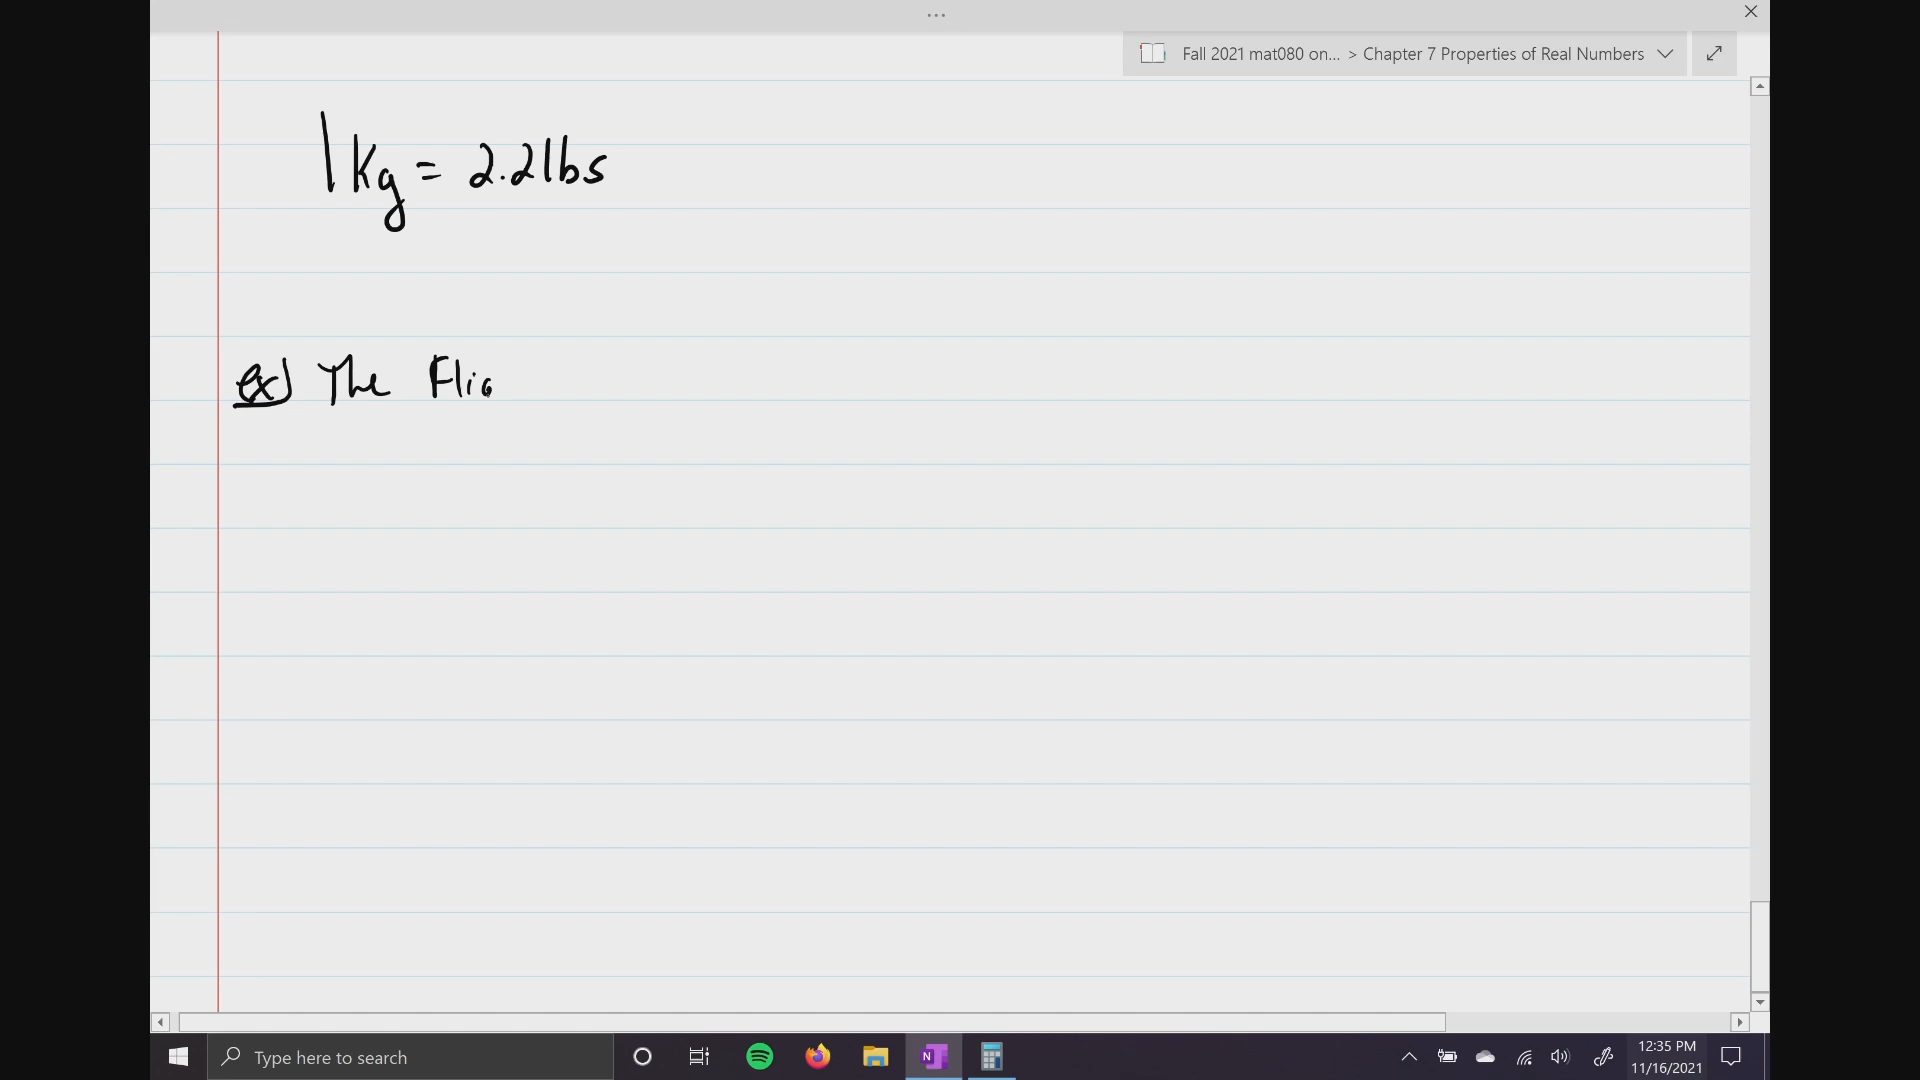 Fall 2021 mat080 on... > Chapter 7 Properties of Real Numbers
1 kg = 2.2 lbs
ex) The
Type here to search
12:35 PM
11/16/2021